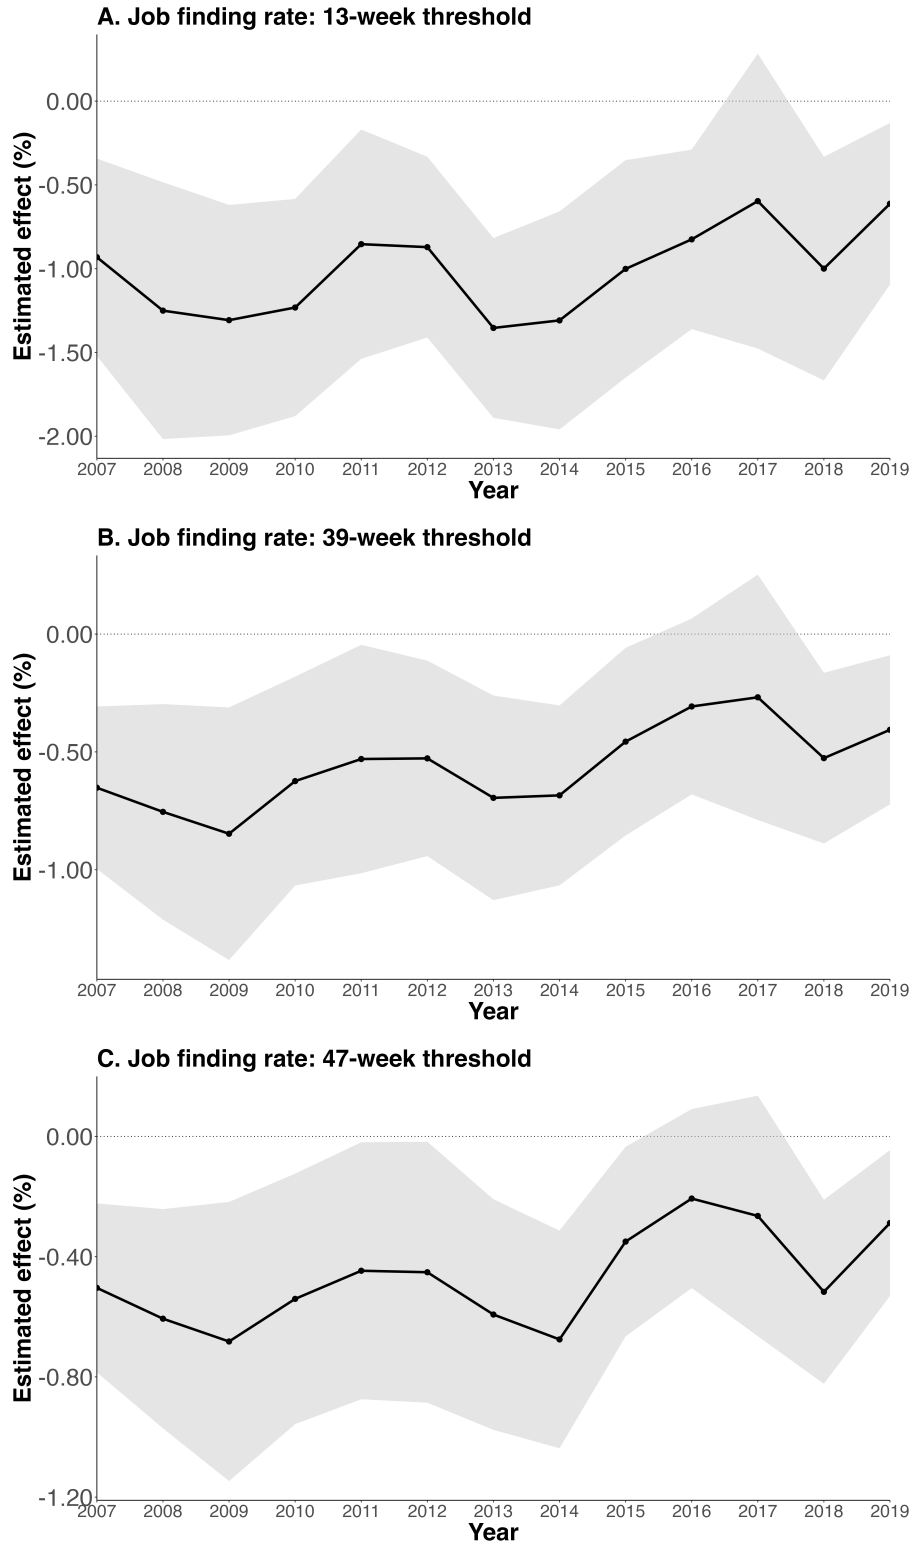 A. Job finding rate: 13-week threshold
Estimated effect (%)
0.00
-0.50
-1.00
-1.50
-2.00
2007 2008 2009 2010 2011 2012 2013 2014 2015 2016 2017 2018 2019
Year
B. Job finding rate: 39-week threshold
Estimated effect (%)
0.00
-0.50
-1.00
2007 2008 2009 2010 2011 2012 2013 2014 2015 2016 2017 2018 2019
Year
C. Job finding rate: 47-week threshold
Estimated effect (%)
0.00
-0.40
-0.80
-1.20
2007 2008 2009 2010 2011 2012 2013 2014 2015 2016 2017 2018 2019
Year